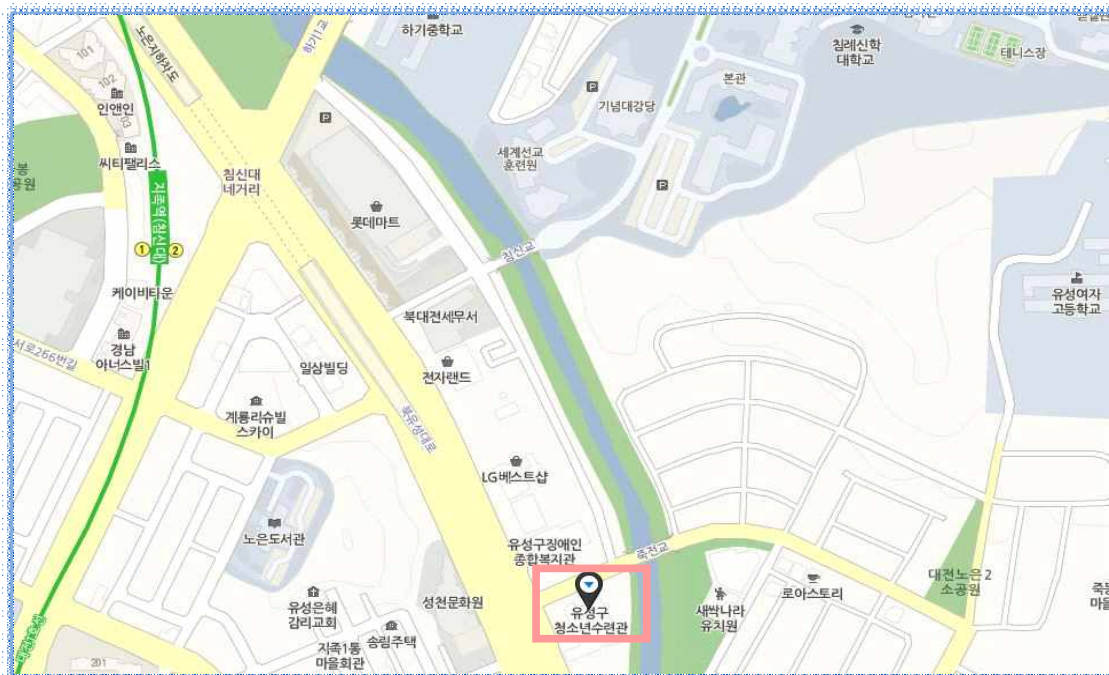 하기중학교
하기1교
노은지하차도
101
102
103
인앤인
P
씨티팰리스
공원
지족역(침신대)
1
2
침신대
네거리
롯데마트
세계선교
훈련원
P
기념대강당
본관
침례신학
대학교
테니스장
P
침신교
유성여자
고등학교
케이비타운
경남
아너스빌1
서로266번길
북대전세무서
일상빌딩
전자랜드
계룡리슈빌
스카이
북유성대로
LG베스트샵
노은도서관
유성구장애인
종합복지관
죽전교
유성구
청소년수련관
새싹나라
유치원
로아스토리
대전노은2
소공원
유성은혜
감리교회
성천문화원
송림주택
지족1통
마을회관
201